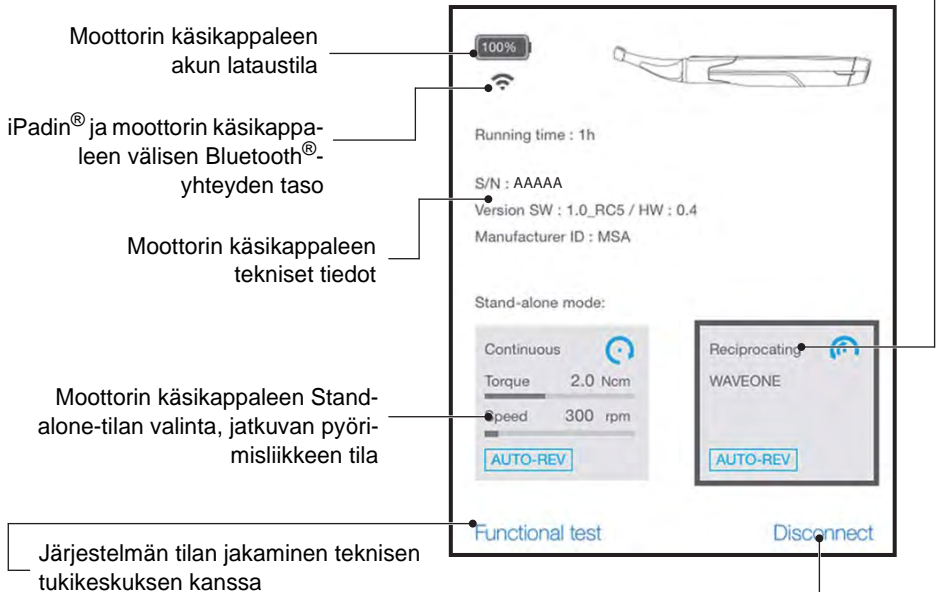 Moottorin käsikappaleen
akun lataustila
iPadin® ja moottorin käsikappa-
leen välisen Bluetooth®-
yhteyden taso
Moottorin käsikappaleen
tekniset tiedot
Moottorin käsikappaleen Stand-
alone-tilan valinta, jatkuvan pyöri-
misliikkeen tila
Järjestelmän tilan jakaminen teknisen
tukikeskuksen kanssa
100%
Running time : 1h
S/N : AAAAA
Version SW : 1.0_RC5 / HW : 0.4
Manufacturer ID : MSA
Stand-alone mode:
Continuous
Torque 2.0 Ncm
Speed 300 rpm
AUTO-REV
Reciprocating
WAVEONE
AUTO-REV
Functional test
Disconnect